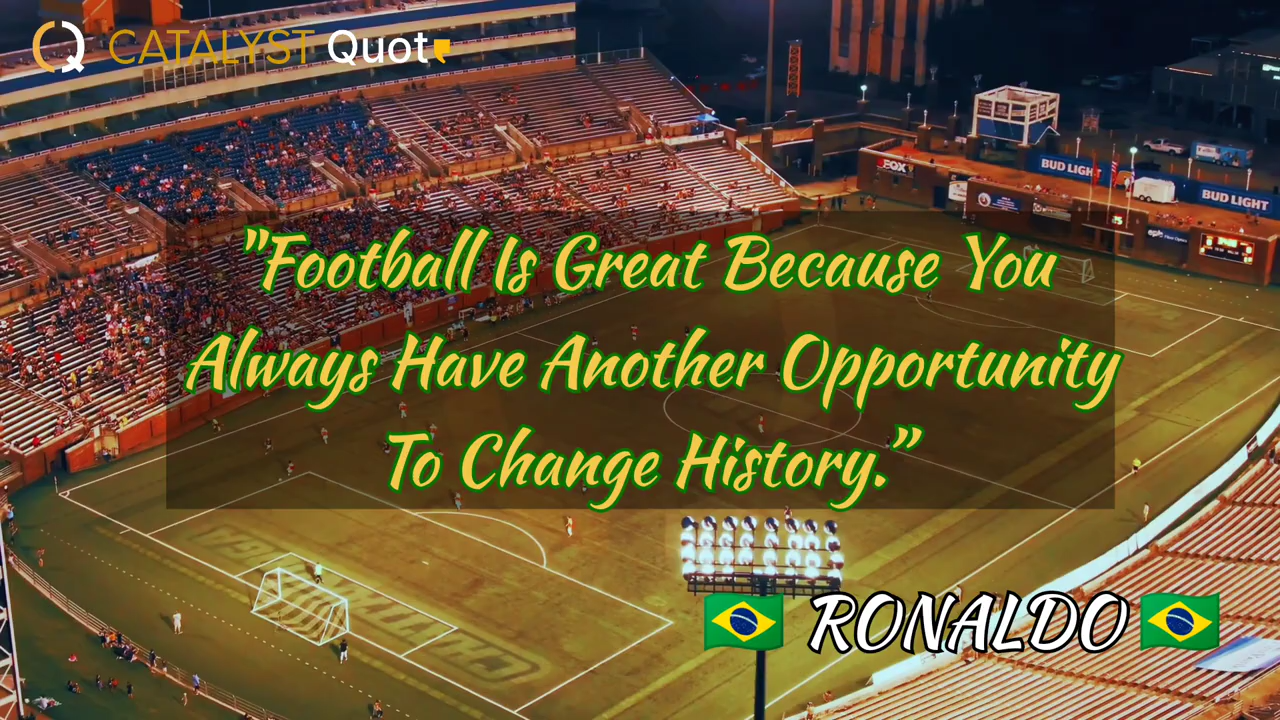 CATALYST Quot
FOX
BUD LIGHT
BUD LIGHT
epb
"Football Is Great Because You
Always Have Another Opportunity
To Change History.”
RONALDO